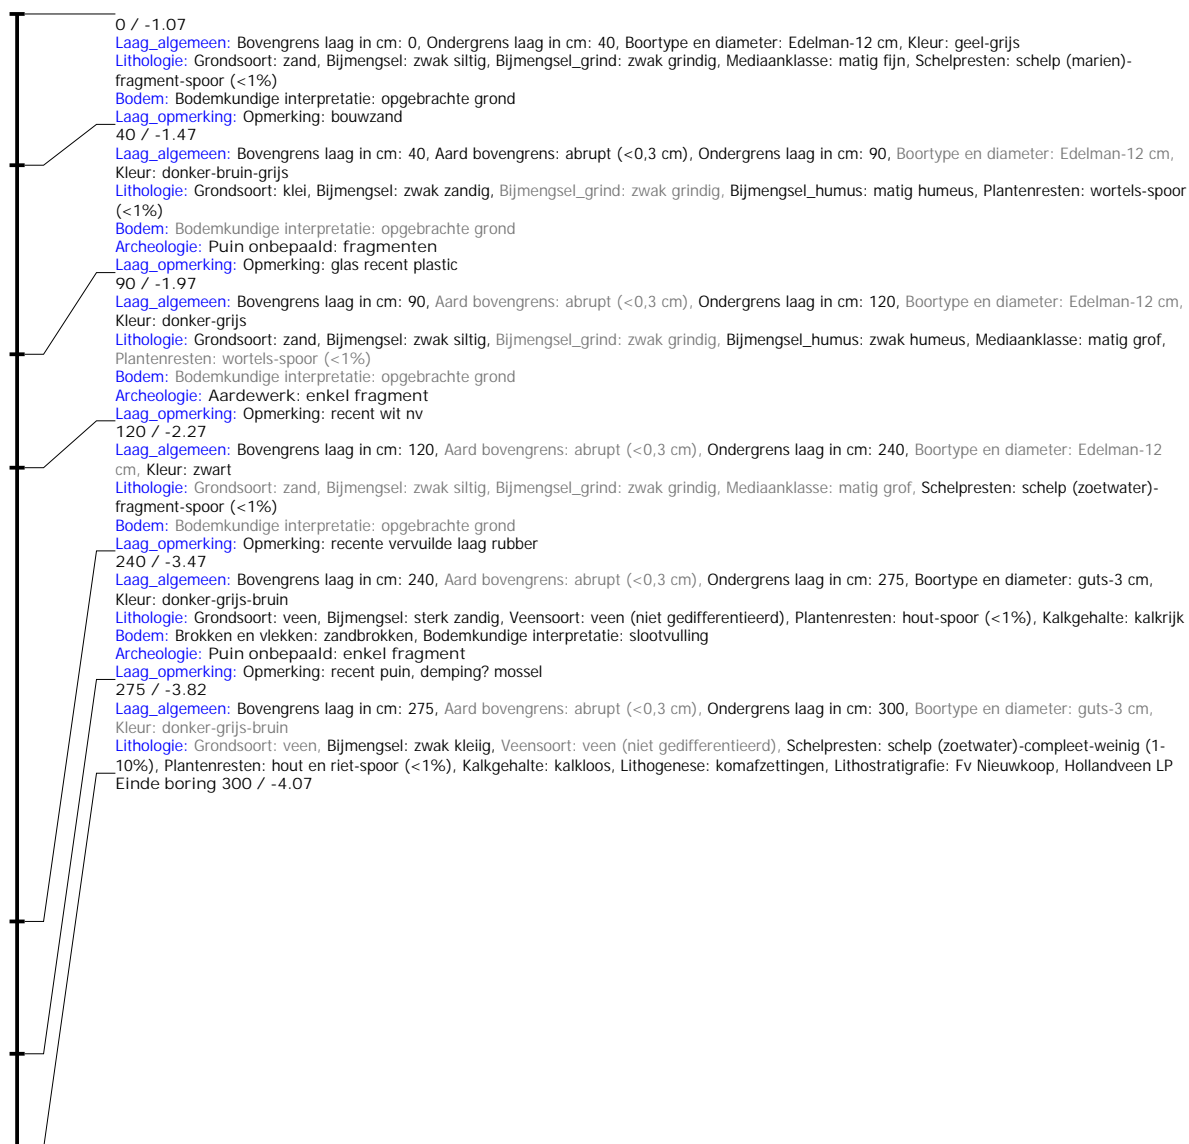 0 / -1.07
Laag_algemeen: Bovengrens laag in cm: 0, Ondergrens laag in cm: 40, Boortype en diameter: Edelman-12 cm, Kleur: geel-grijs
Lithologie: Grondsoort: zand, Bijmengsel: zwak siltig, Bijmengsel_grind: zwak grindig, Mediaanklasse: matig fijn, Schelpresten: schelp (marien)-
fragment-spoor (<1%)
Bodem: Bodemkundige interpretatie: opgebrachte grond
Laag_opmerking: Opmerking: bouwzand
40 / -1.47
Laag_algemeen: Bovengrens laag in cm: 40, Aard bovengrens: abrupt (<0,3 cm), Ondergrens laag in cm: 90, Boortype en diameter: Edelman-12 cm,
Kleur: donker-bruin-grijs
Lithologie: Grondsoort: klei, Bijmengsel: zwak zandig, Bijmengsel_grind: zwak grindig, Bijmengsel_humus: matig humeus, Plantenresten: wortels-spoor
(<1%)
Bodem: Bodemkundige interpretatie: opgebrachte grond
Archeologie: Puin onbepaald: fragmenten
Laag_opmerking: Opmerking: glas recent plastic
90 / -1.97
Laag_algemeen: Bovengrens laag in cm: 90, Aard bovengrens: abrupt (<0,3 cm), Ondergrens laag in cm: 120, Boortype en diameter: Edelman-12 cm,
Kleur: donker-grijs
Lithologie: Grondsoort: zand, Bijmengsel: zwak siltig, Bijmengsel_grind: zwak grindig, Bijmengsel_humus: zwak humeus, Mediaanklasse: matig grof,
Plantenresten: wortels-spoor (<1%)
Bodem: Bodemkundige interpretatie: opgebrachte grond
Archeologie: Aardewerk: enkel fragment
Laag_opmerking: Opmerking: recent wit nv
120 / -2.27
Laag_algemeen: Bovengrens laag in cm: 120, Aard bovengrens: abrupt (<0,3 cm), Ondergrens laag in cm: 240, Boortype en diameter: Edelman-12
cm, Kleur: zwart
Lithologie: Grondsoort: zand, Bijmengsel: zwak siltig, Bijmengsel_grind: zwak grindig, Mediaanklasse: matig grof, Schelpresten: schelp (zoetwater)-
fragment-spoor (<1%)
Bodem: Bodemkundige interpretatie: opgebrachte grond
Laag_opmerking: Opmerking: recente vervuilde laag rubber
240 / -3.47
Laag_algemeen: Bovengrens laag in cm: 240, Aard bovengrens: abrupt (<0,3 cm), Ondergrens laag in cm: 275, Boortype en diameter: guts-3 cm,
Kleur: donker-grijs-bruin
Lithologie: Grondsoort: veen, Bijmengsel: sterk zandig, Veensoort: veen (niet gedifferentieerd), Plantenresten: hout-spoor (<1%), Kalkgehalte: kalkrijk
Bodem: Brokken en vlekken: zandbrokken, Bodemkundige interpretatie: slootvulling
Archeologie: Puin onbepaald: enkel fragment
Laag_opmerking: Opmerking: recent puin, demping? mossel
275 / -3.82
Laag_algemeen: Bovengrens laag in cm: 275, Aard bovengrens: abrupt (<0,3 cm), Ondergrens laag in cm: 300, Boortype en diameter: guts-3 cm,
Kleur: donker-grijs-bruin
Lithologie: Grondsoort: veen, Bijmengsel: zwak kleiig, Veensoort: veen (niet gedifferentieerd), Schelpresten: schelp (zoetwater)-compleet-weinig (1-
10%), Plantenresten: hout en riet-spoor (<1%), Kalkgehalte: kalkloos, Lithogenese: komafzettingen, Lithostratigrafie: Fv Nieuwkoop, Hollandveen LP
Einde boring 300 / -4.07